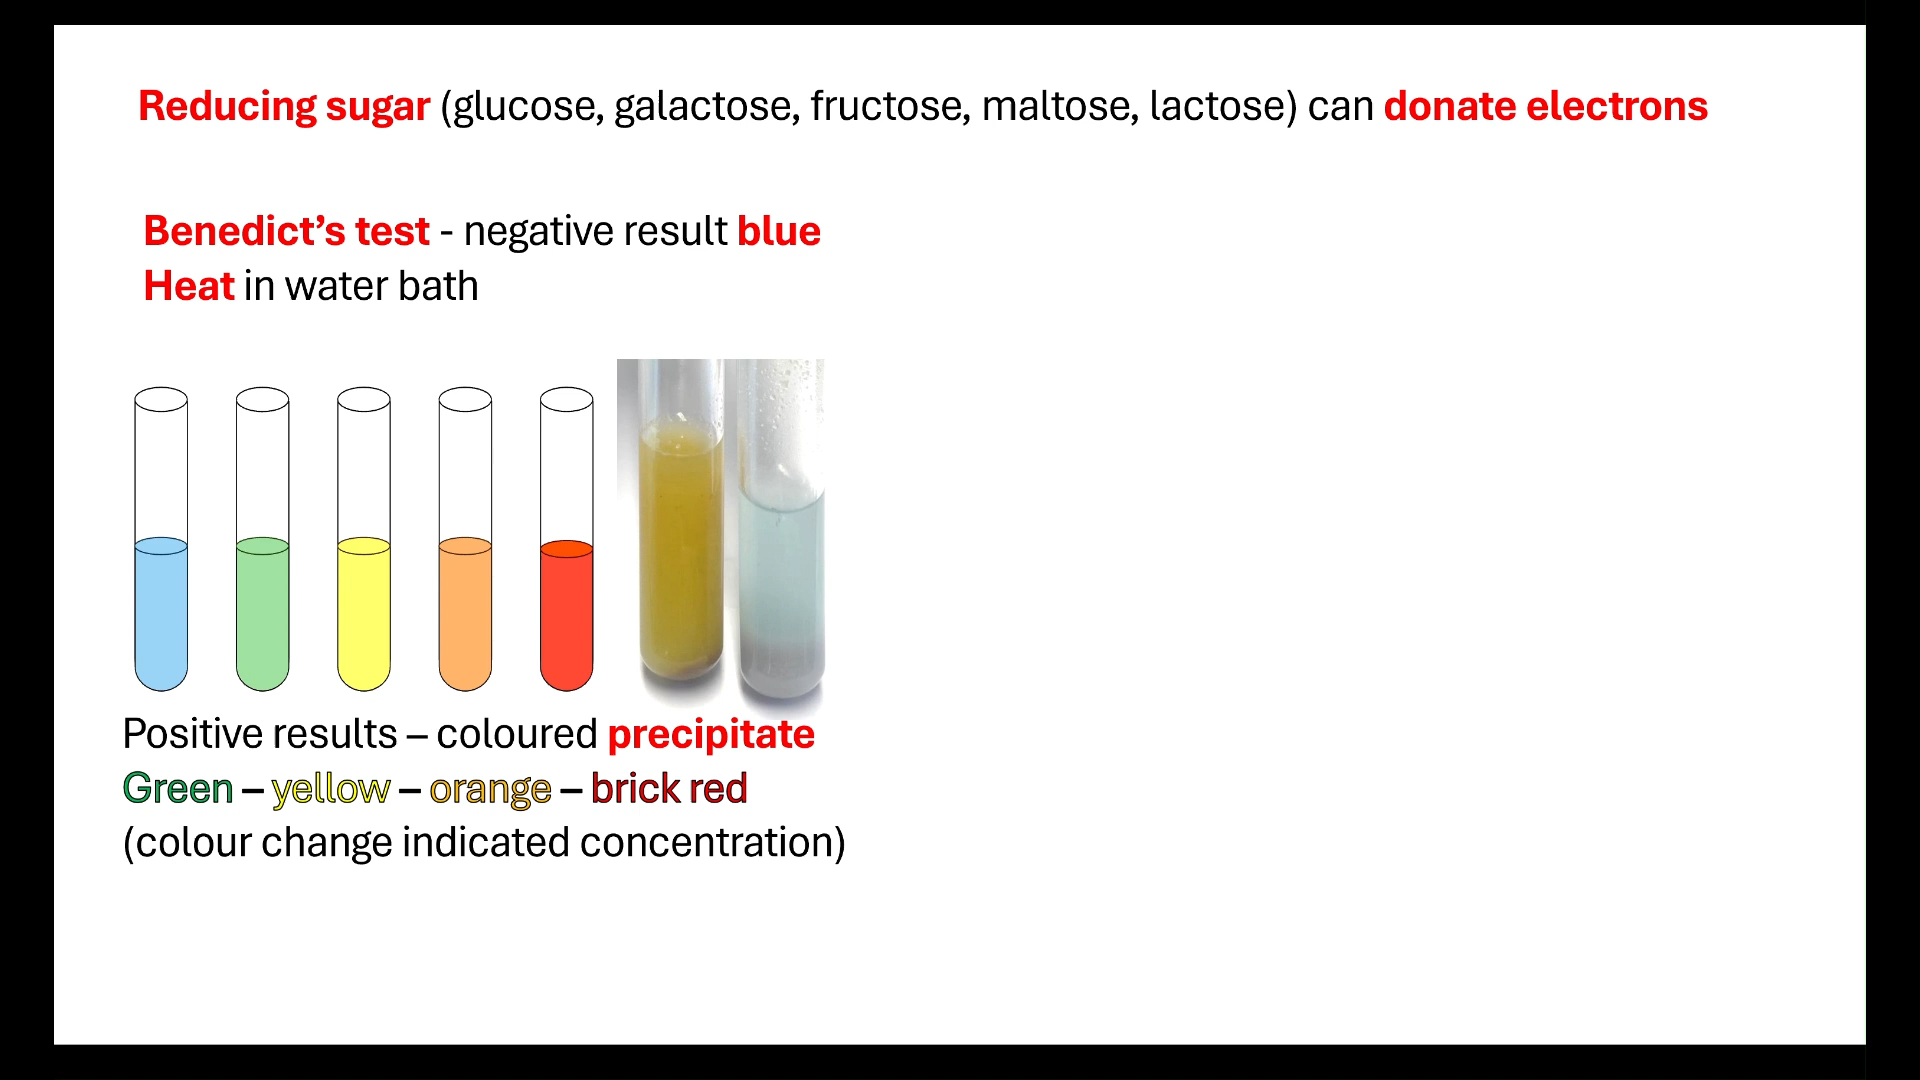 Reducing sugar (glucose, galactose, fructose, maltose, lactose) can donate electrons
Benedict’s test - negative result blue
Heat in water bath
Positive results – coloured precipitate
Green – yellow – orange – brick red
(colour change indicated concentration)